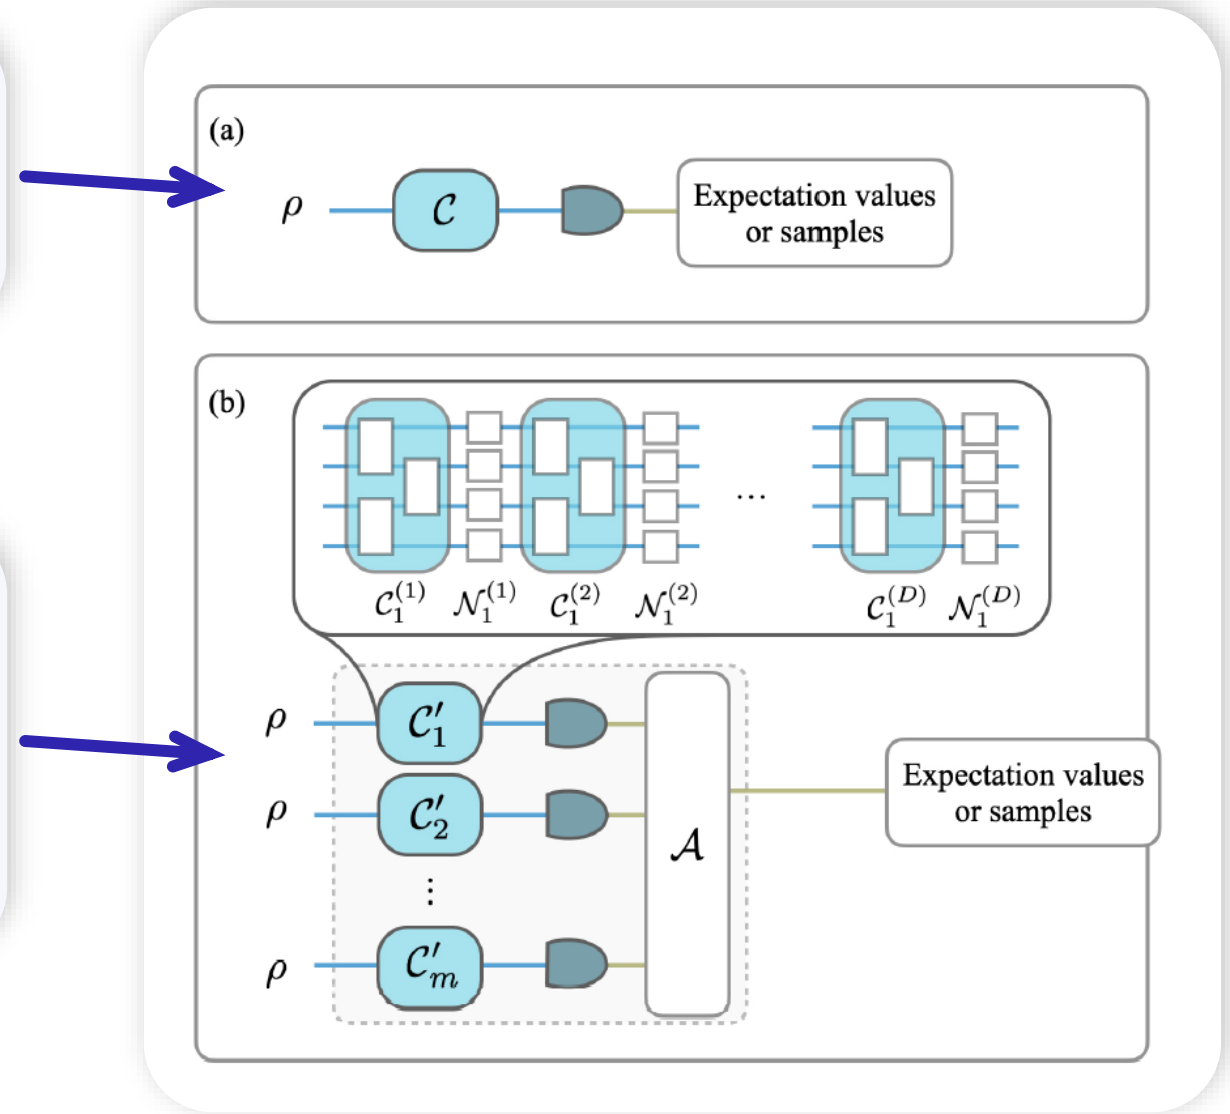 (a)
ρ
𝒞
Expectation values
or samples
(b)
...
𝒞₁⁽¹⁾ 𝒩₁⁽¹⁾ 𝒞₁⁽²⁾ 𝒩₁⁽²⁾ 𝒞₁⁽ᴰ⁾ 𝒩₁⁽ᴰ⁾
ρ 𝒞′₁
ρ 𝒞′₂
𝒜
Expectation values
or samples
⋮
ρ 𝒞′ₘ